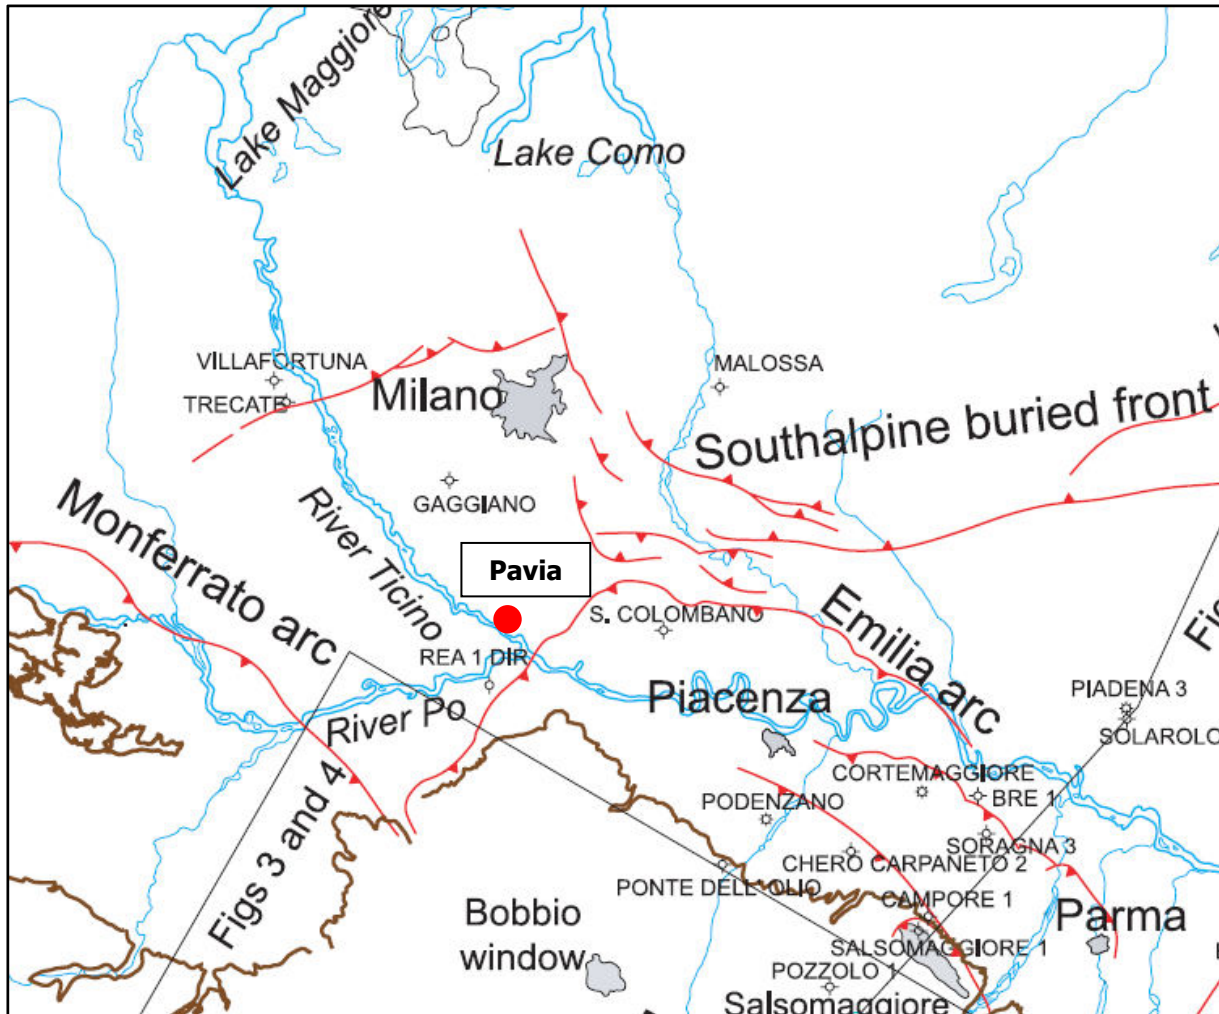 Lake Maggiore
Lake Como
VILLAFORTUNA
TRECATE
Milano
MALOSSA
Southalpine buried front
GAGGIANO
Monferrato arc
River Ticino
Pavia
S. COLOMBANO
Emilia arc
REA 1 DIR
River Po
Piacenza
PIADENA 3
SOLAROLO
Figs 3 and 4
CORTEMAGGIORE
BRE 1
PODENZANO
SORAGNA 3
CHERO CARPANETO 2
PONTE DELL'OLIO
CAMPORE 1
Bobbio
window
Parma
SALSOMAGGIORE 1
POZZOLO 1
Salsomaggiore